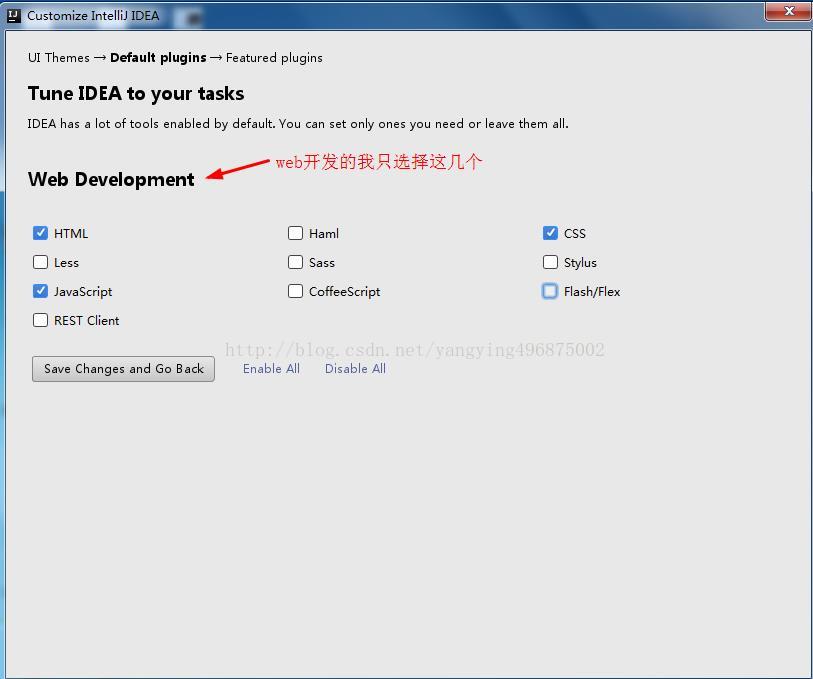 Customize IntelliJ IDEA
UI Themes → Default plugins → Featured plugins
Tune IDEA to your tasks
IDEA has a lot of tools enabled by default. You can set only ones you need or leave them all.
web开发的我只选择这几个
Web Development
HTML Haml CSS
Less Sass Stylus
JavaScript CoffeeScript Flash/Flex
REST Client
http://blog.csdn.net/yangying496875002
Save Changes and Go Back Enable All Disable All